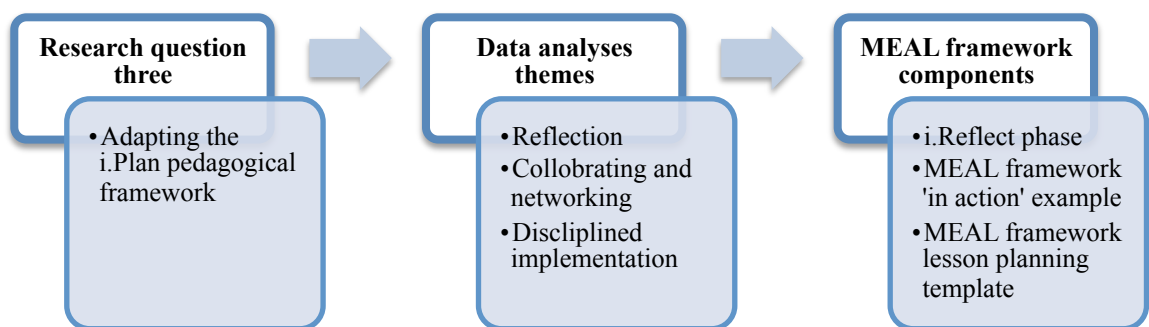 Research question
three
•Adapting the
i.Plan pedagogical
framework
Data analyses
themes
•Reflection
•Collobrating and
networking
•Discliplined
implementation
MEAL framework
components
•i.Reflect phase
•MEAL framework
'in action' example
•MEAL framework
lesson planning
template